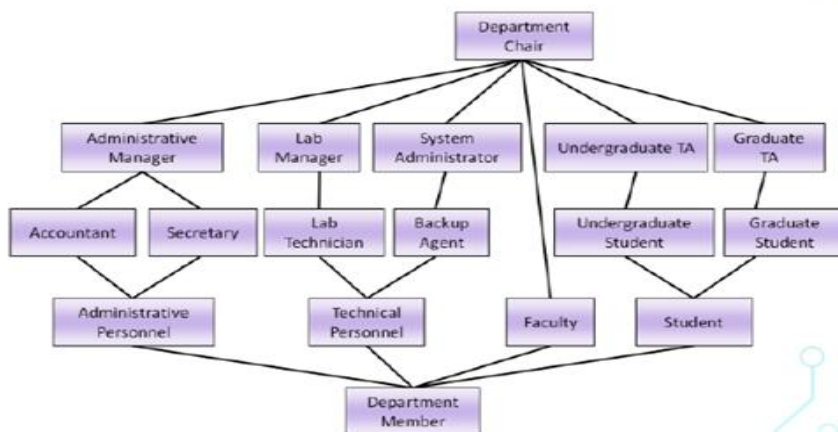 Department
Chair
Administrative
Manager
Lab
Manager
System
Administrator
Undergraduate TA
Graduate
TA
Accountant
Secretary
Lab
Technician
Backup
Agent
Undergraduate
Student
Graduate
Student
Administrative
Personnel
Technical
Personnel
Faculty
Student
Department
Member